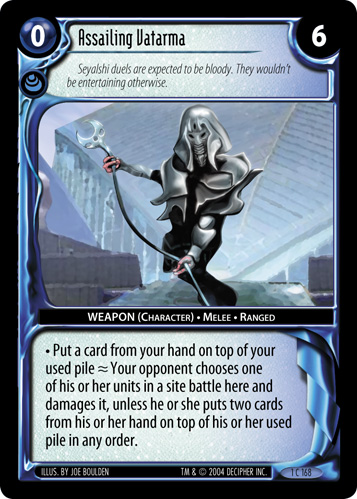 0 Assailing Vatarma 6
Seyalshi duels are expected to be bloody. They wouldn't
be entertaining otherwise.
WEAPON (Character) • Melee • Ranged
• Put a card from your hand on top of your
used pile ≈ Your opponent chooses one
of his or her units in a site battle here and
damages it, unless he or she puts two cards
from his or her hand on top of his or her used
pile in any order.
ILLUS. BY JOE BOULDEN TM & © 2004 DECIPHER INC. 1 C 168